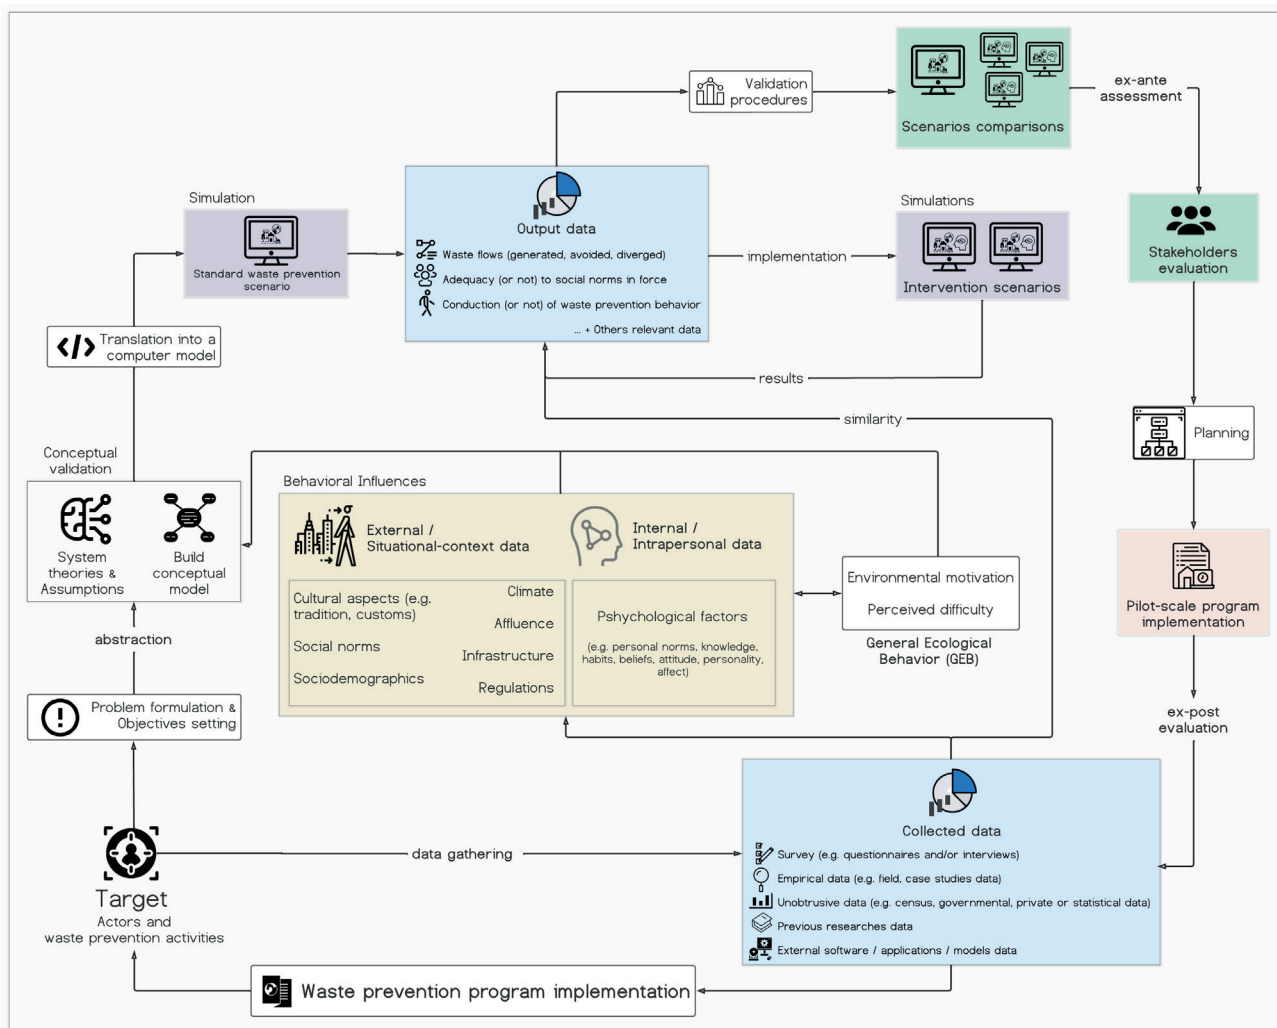 Validation
procedures
Scenarios comparisons
ex-ante
assessment
Simulation
Standard waste prevention
scenario
Output data
Waste flows (generated, avoided, diverged)
Adequacy (or not) to social norms in force
Conduction (or not) of waste prevention behavior
... + Others relevant data
implementation
Simulations
Intervention scenarios
Stakeholders
evaluation
Translation into a
computer model
results
similarity
Planning
Conceptual
validation
System
theories &
Assumptions
Build
conceptual
model
Behavioral Influences
External /
Situational-context data
Internal /
Intrapersonal data
Cultural aspects (e.g.
tradition, customs)
Social norms
Sociodemographics
Climate
Affluence
Infrastructure
Regulations
Pshychological factors
(e.g. personal norms, knowledge,
habits, beliefs, attitude, personality,
affect)
Environmental motivation
Perceived difficulty
General Ecological
Behavior (GEB)
Pilot-scale program
implementation
abstraction
Problem formulation &
Objectives setting
ex-post
evaluation
Target
Actors and
waste prevention activities
data gathering
Collected data
Survey (e.g. questionnaires and/or interviews)
Empirical data (e.g. field, case studies data)
Unobtrusive data (e.g. census, governmental, private or statistical data)
Previous researches data
External software / applications / models data
Waste prevention program implementation